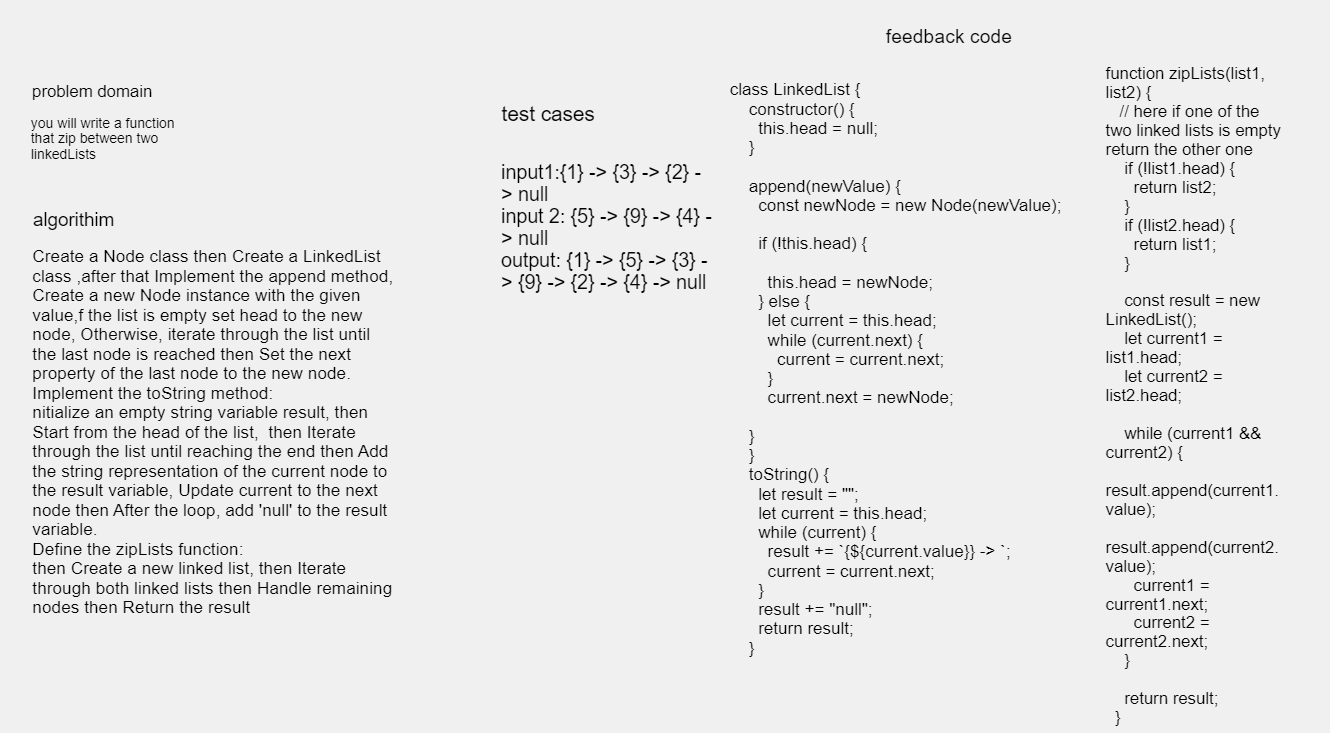 problem domain
you will write a function
that zip between two
linkedLists
algorithim
Create a Node class then Create a LinkedList
class ,after that Implement the append method,
Create a new Node instance with the given
value,f the list is empty set head to the new
node, Otherwise, iterate through the list until
the last node is reached then Set the next
property of the last node to the new node.
Implement the toString method:
nitialize an empty string variable result, then
Start from the head of the list,  then Iterate
through the list until reaching the end then Add
the string representation of the current node to
the result variable, Update current to the next
node then After the loop, add 'null' to the result
variable.
Define the zipLists function:
then Create a new linked list, then Iterate
through both linked lists then Handle remaining
nodes then Return the result
test cases
input1:{1} -> {3} -> {2} -
> null
input 2: {5} -> {9} -> {4} -
> null
output: {1} -> {5} -> {3} -
> {9} -> {2} -> {4} -> null
feedback code
class LinkedList {
constructor() {
this.head = null;
}
append(newValue) {
const newNode = new Node(newValue);
if (!this.head) {
this.head = newNode;
} else {
let current = this.head;
while (current.next) {
current = current.next;
}
current.next = newNode;
}
}
toString() {
let result = "";
let current = this.head;
while (current) {
result += `{${current.value}} -> `;
current = current.next;
}
result += "null";
return result;
}
function zipLists(list1,
list2) {
// here if one of the
two linked lists is empty
return the other one
if (!list1.head) {
return list2;
}
if (!list2.head) {
return list1;
}
const result = new
LinkedList();
let current1 =
list1.head;
let current2 =
list2.head;
while (current1 &&
current2) {
result.append(current1.
value);
result.append(current2.
value);
current1 =
current1.next;
current2 =
current2.next;
}
return result;
}